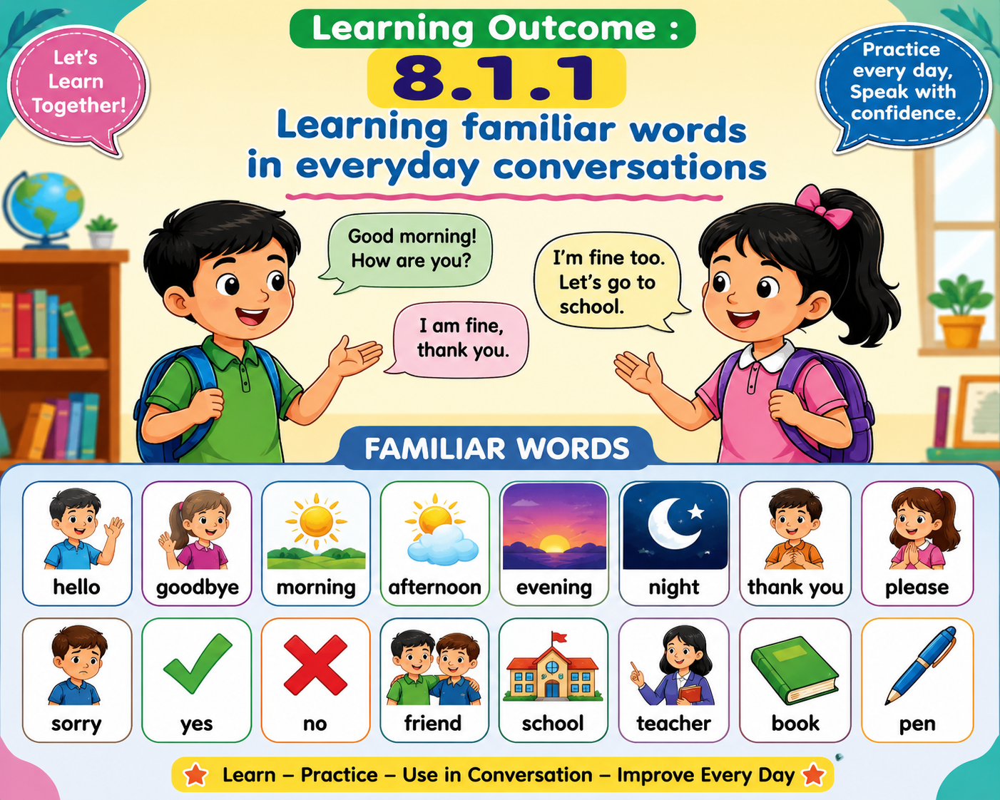 Learning Outcome :
8.1.1
Learning familiar words
in everyday conversations
Let's
Learn
Together!
Practice
every day,
Speak with
confidence.
Good morning!
How are you?
I am fine,
thank you.
I'm fine too.
Let's go to
school.
FAMILIAR WORDS
hello
goodbye
morning
afternoon
evening
night
thank you
please
sorry
yes
no
friend
school
teacher
book
pen
Learn – Practice – Use in Conversation – Improve Every Day